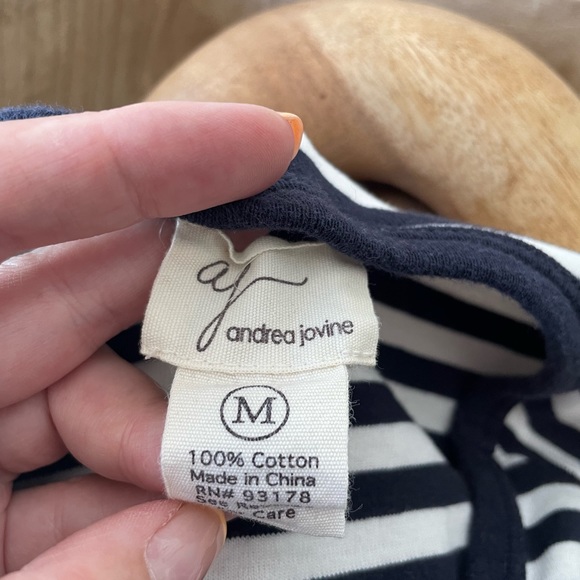 aj
andrea jovine
M
100% Cotton
Made in China
RN# 93178
Care